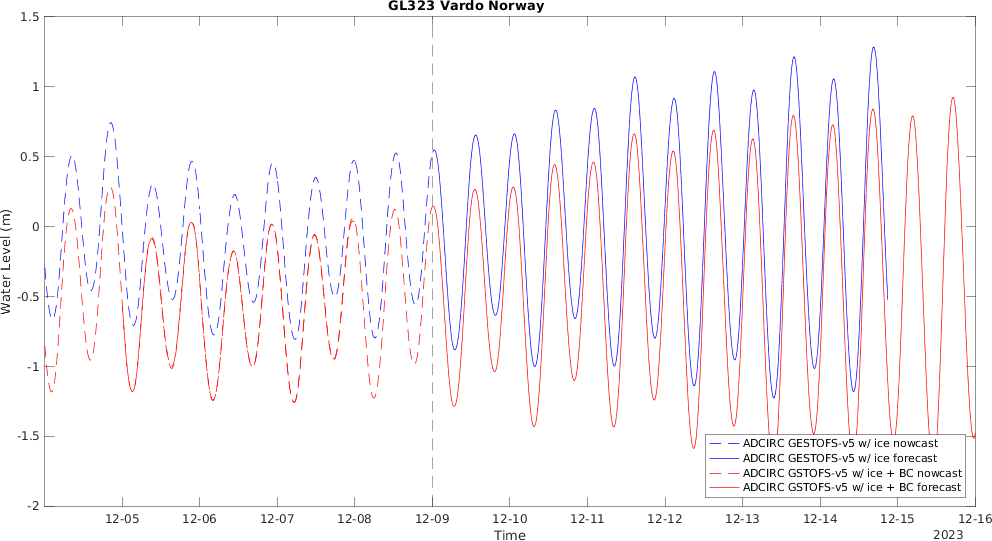 GL323 Vardo Norway
1.5
1
0.5
0
-0.5
-1
-1.5
-2
Water Level (m)
12-05 12-06 12-07 12-08 12-09 12-10 12-11 12-12 12-13 12-14 12-15 12-16
Time
2023
ADCIRC GESTOFS-v5 w/ ice nowcast
ADCIRC GESTOFS-v5 w/ ice forecast
ADCIRC GSTOFS-v5 w/ ice + BC nowcast
ADCIRC GSTOFS-v5 w/ ice + BC forecast